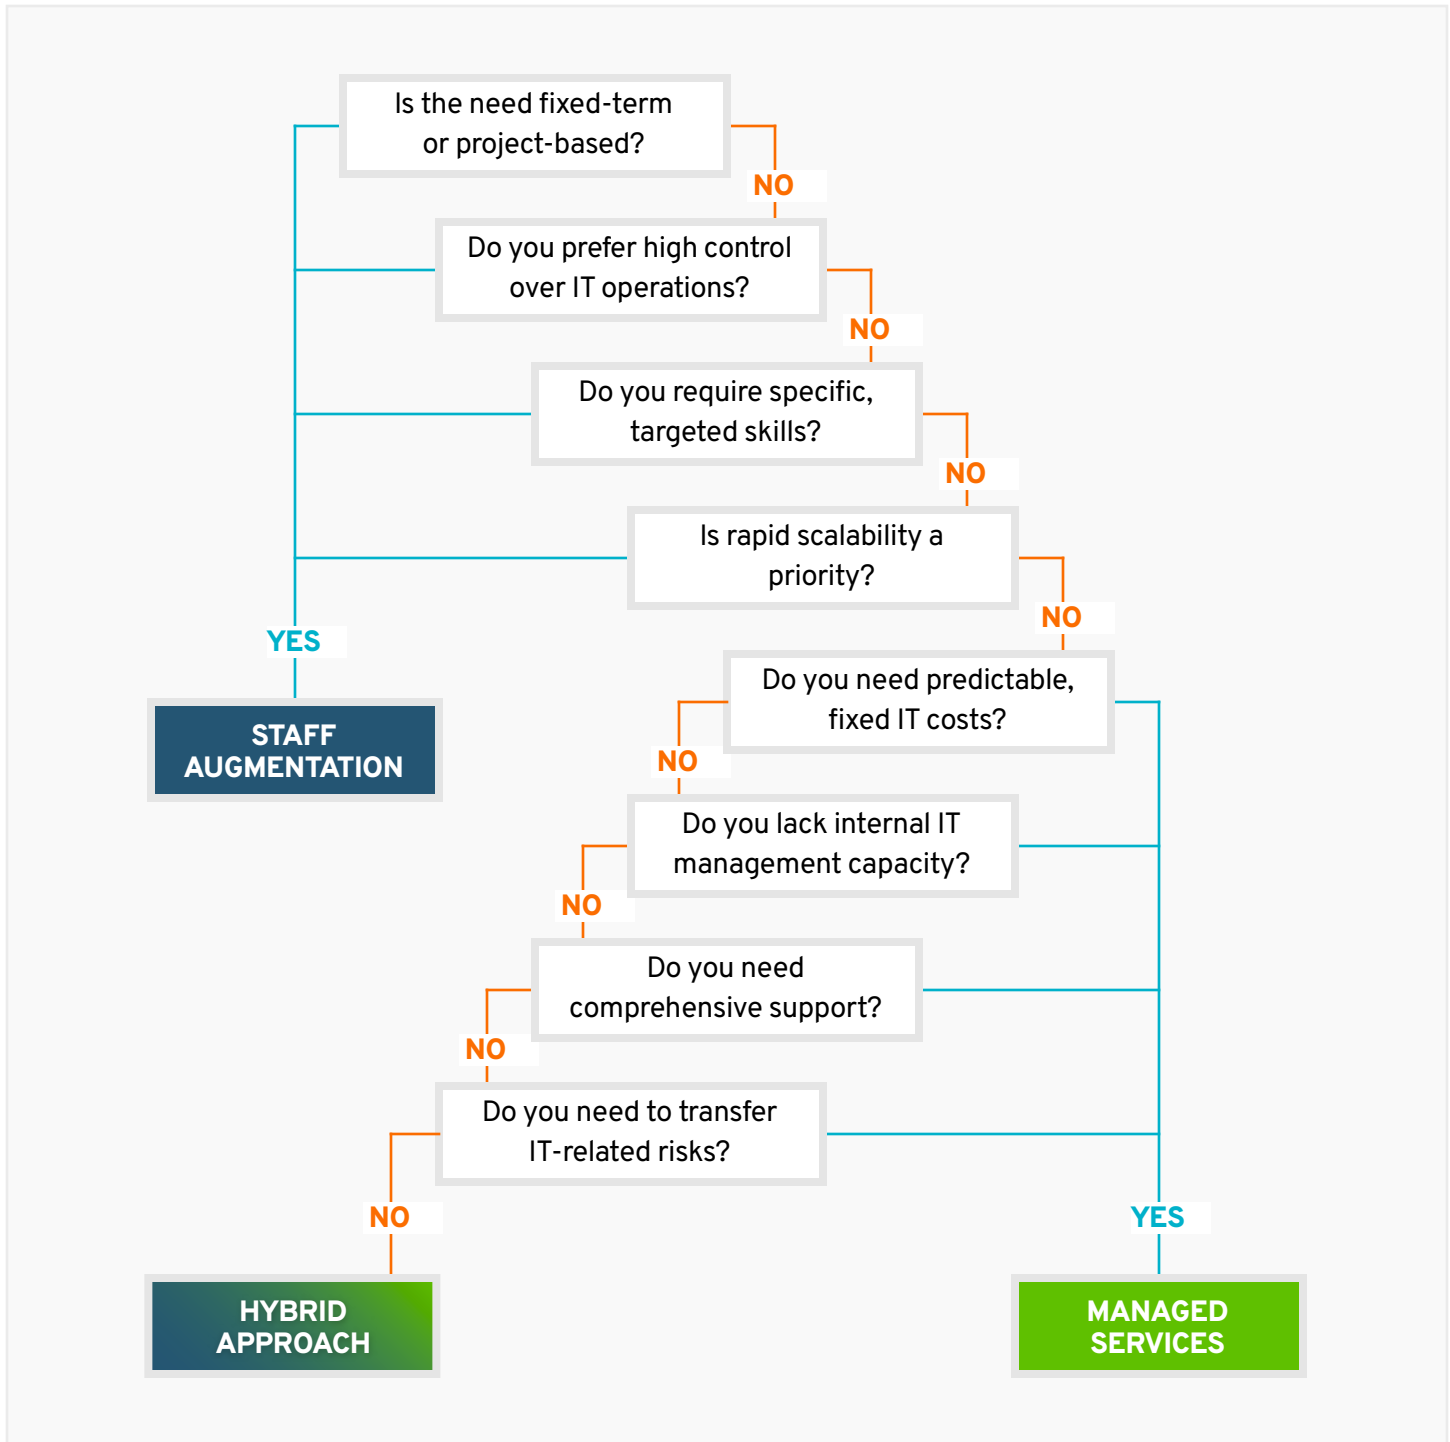 Is the need fixed-term
or project-based?
NO
Do you prefer high control
over IT operations?
NO
Do you require specific,
targeted skills?
NO
Is rapid scalability a
priority?
NO
YES
Do you need predictable,
fixed IT costs?
STAFF
AUGMENTATION
NO
Do you lack internal IT
management capacity?
NO
Do you need
comprehensive support?
NO
Do you need to transfer
IT-related risks?
NO
YES
HYBRID
APPROACH
MANAGED
SERVICES